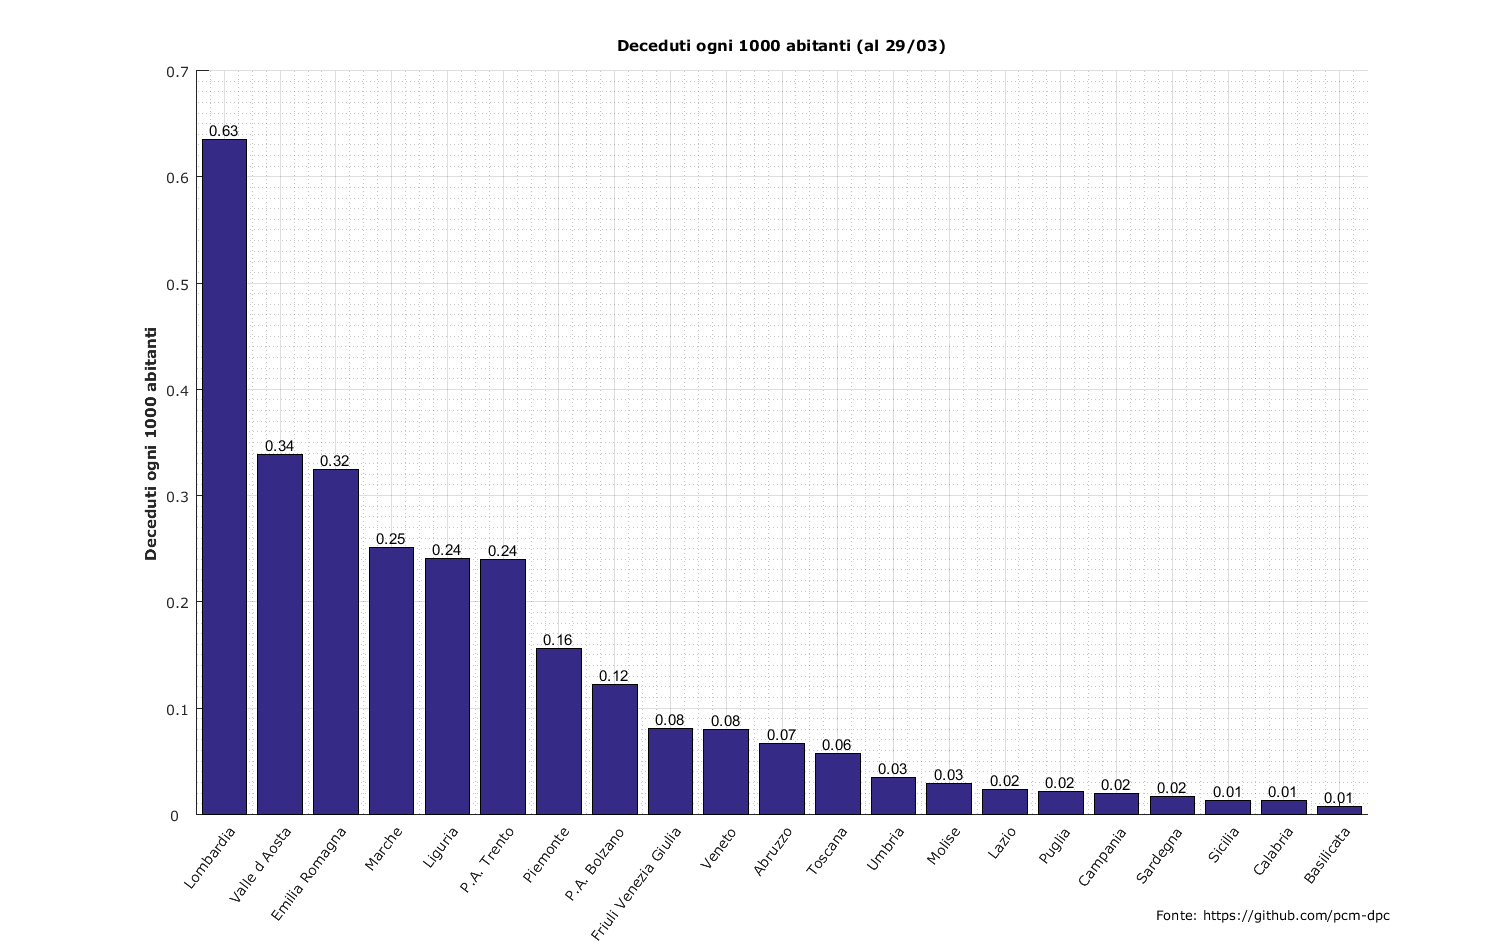 Deceduti ogni 1000 abitanti (al 29/03)
Deceduti ogni 1000 abitanti
0.7
0.6
0.5
0.4
0.3
0.2
0.1
0
0.63
0.34
0.32
0.25
0.24
0.24
0.16
0.12
0.08
0.08
0.07
0.06
0.03
0.03
0.02
0.02
0.02
0.02
0.01
0.01
0.01
Lombardia
Valle d Aosta
Emilia Romagna
Marche
Liguria
P.A. Trento
Piemonte
P.A. Bolzano
Friuli Venezia Giulia
Veneto
Abruzzo
Toscana
Umbria
Molise
Lazio
Puglia
Campania
Sardegna
Sicilia
Calabria
Basilicata
Fonte: https://github.com/pcm-dpc